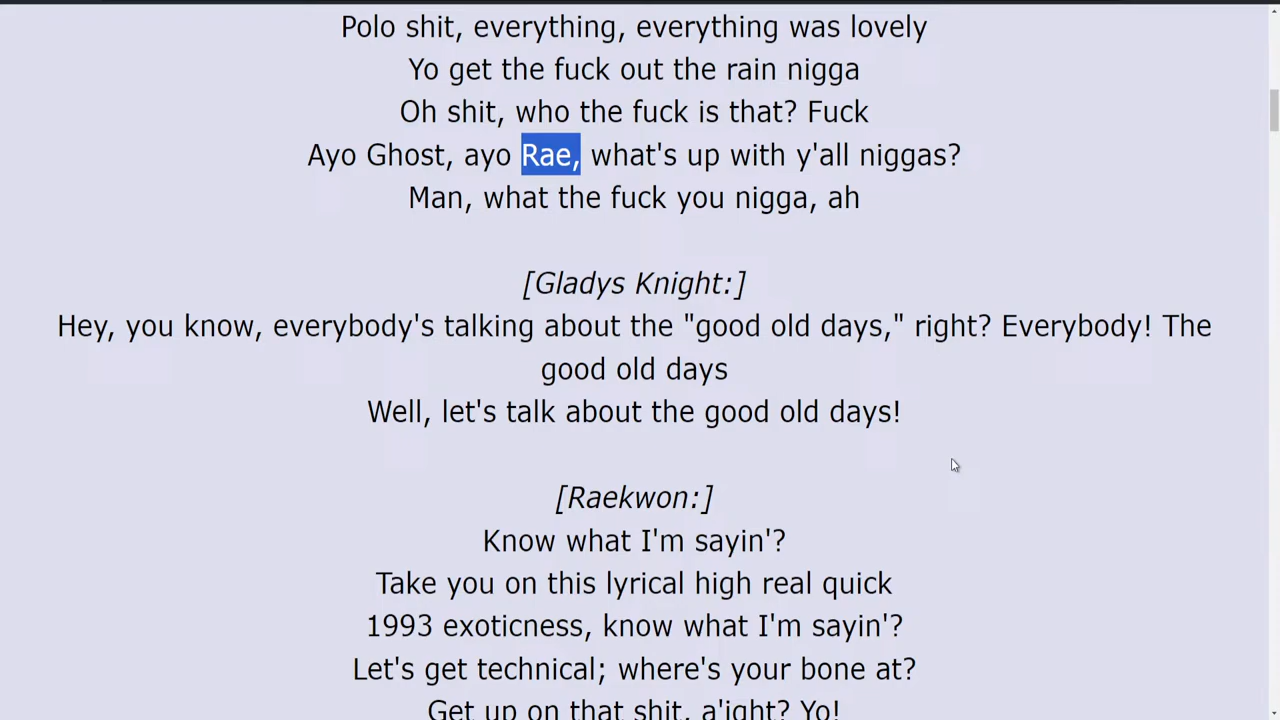 Polo shit, everything, everything was lovely
Yo get the fuck out the rain nigga
Oh shit, who the fuck is that? Fuck
Ayo Ghost, ayo Rae, what's up with y'all niggas?
Man, what the fuck you nigga, ah
[Gladys Knight:]
Hey, you know, everybody's talking about the "good old days," right? Everybody! The
good old days
Well, let's talk about the good old days!
[Raekwon:]
Know what I'm sayin'?
Take you on this lyrical high real quick
1993 exoticness, know what I'm sayin'?
Let's get technical; where's your bone at?
Get up on that shit, a'ight? Yo!